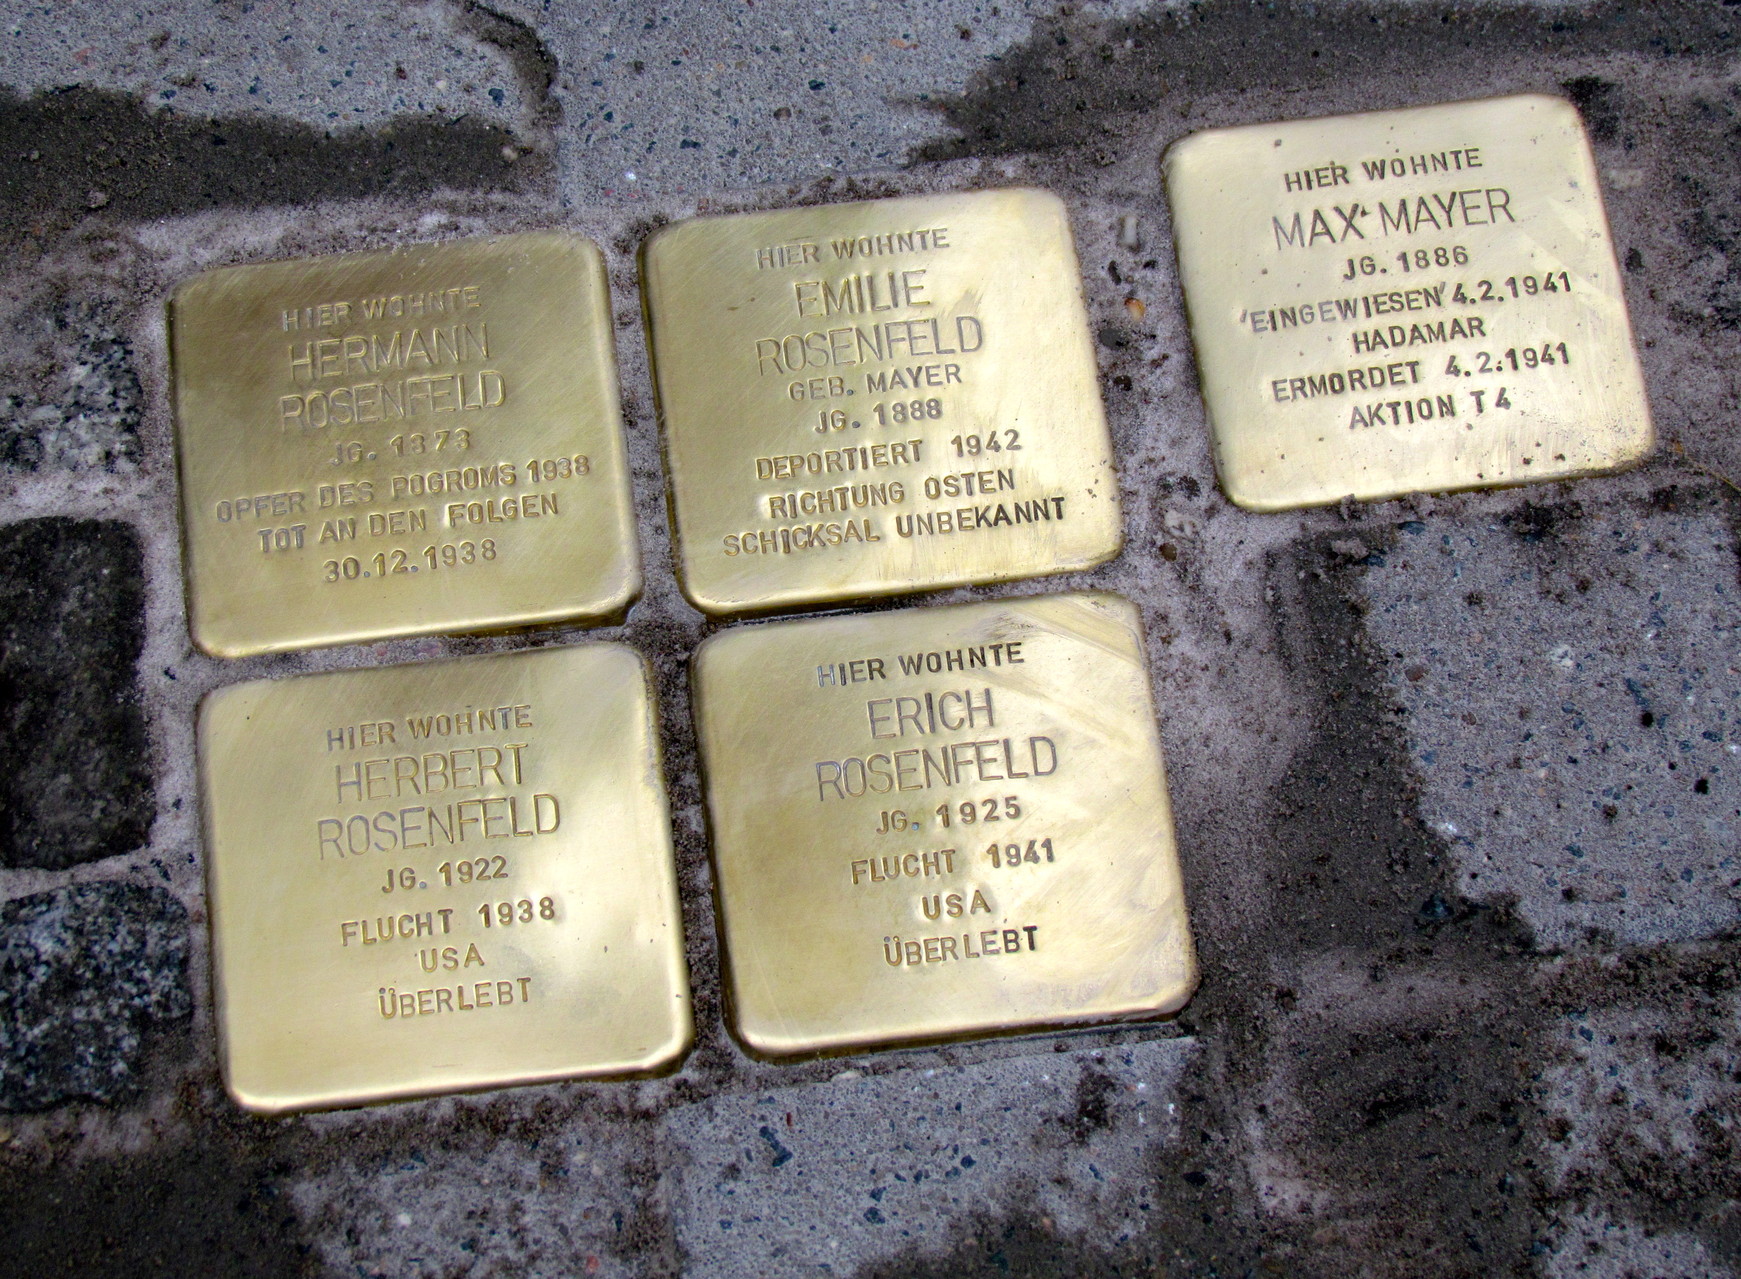 HIER WOHNTE
HERMANN
ROSENFELD
JG. 1873
OPFER DES POGROMS 1938
TOT AN DEN FOLGEN
30.12.1938
HIER WOHNTE
EMILIE
ROSENFELD
GEB. MAYER
JG. 1888
DEPORTIERT 1942
RICHTUNG OSTEN
SCHICKSAL UNBEKANNT
HIER WOHNTE
MAX MAYER
JG. 1886
'EINGEWIESEN' 4.2.1941
HADAMAR
ERMORDET 4.2.1941
AKTION T4
HIER WOHNTE
HERBERT
ROSENFELD
JG. 1922
FLUCHT 1938
USA
ÜBERLEBT
HIER WOHNTE
ERICH
ROSENFELD
JG. 1925
FLUCHT 1941
USA
ÜBERLEBT